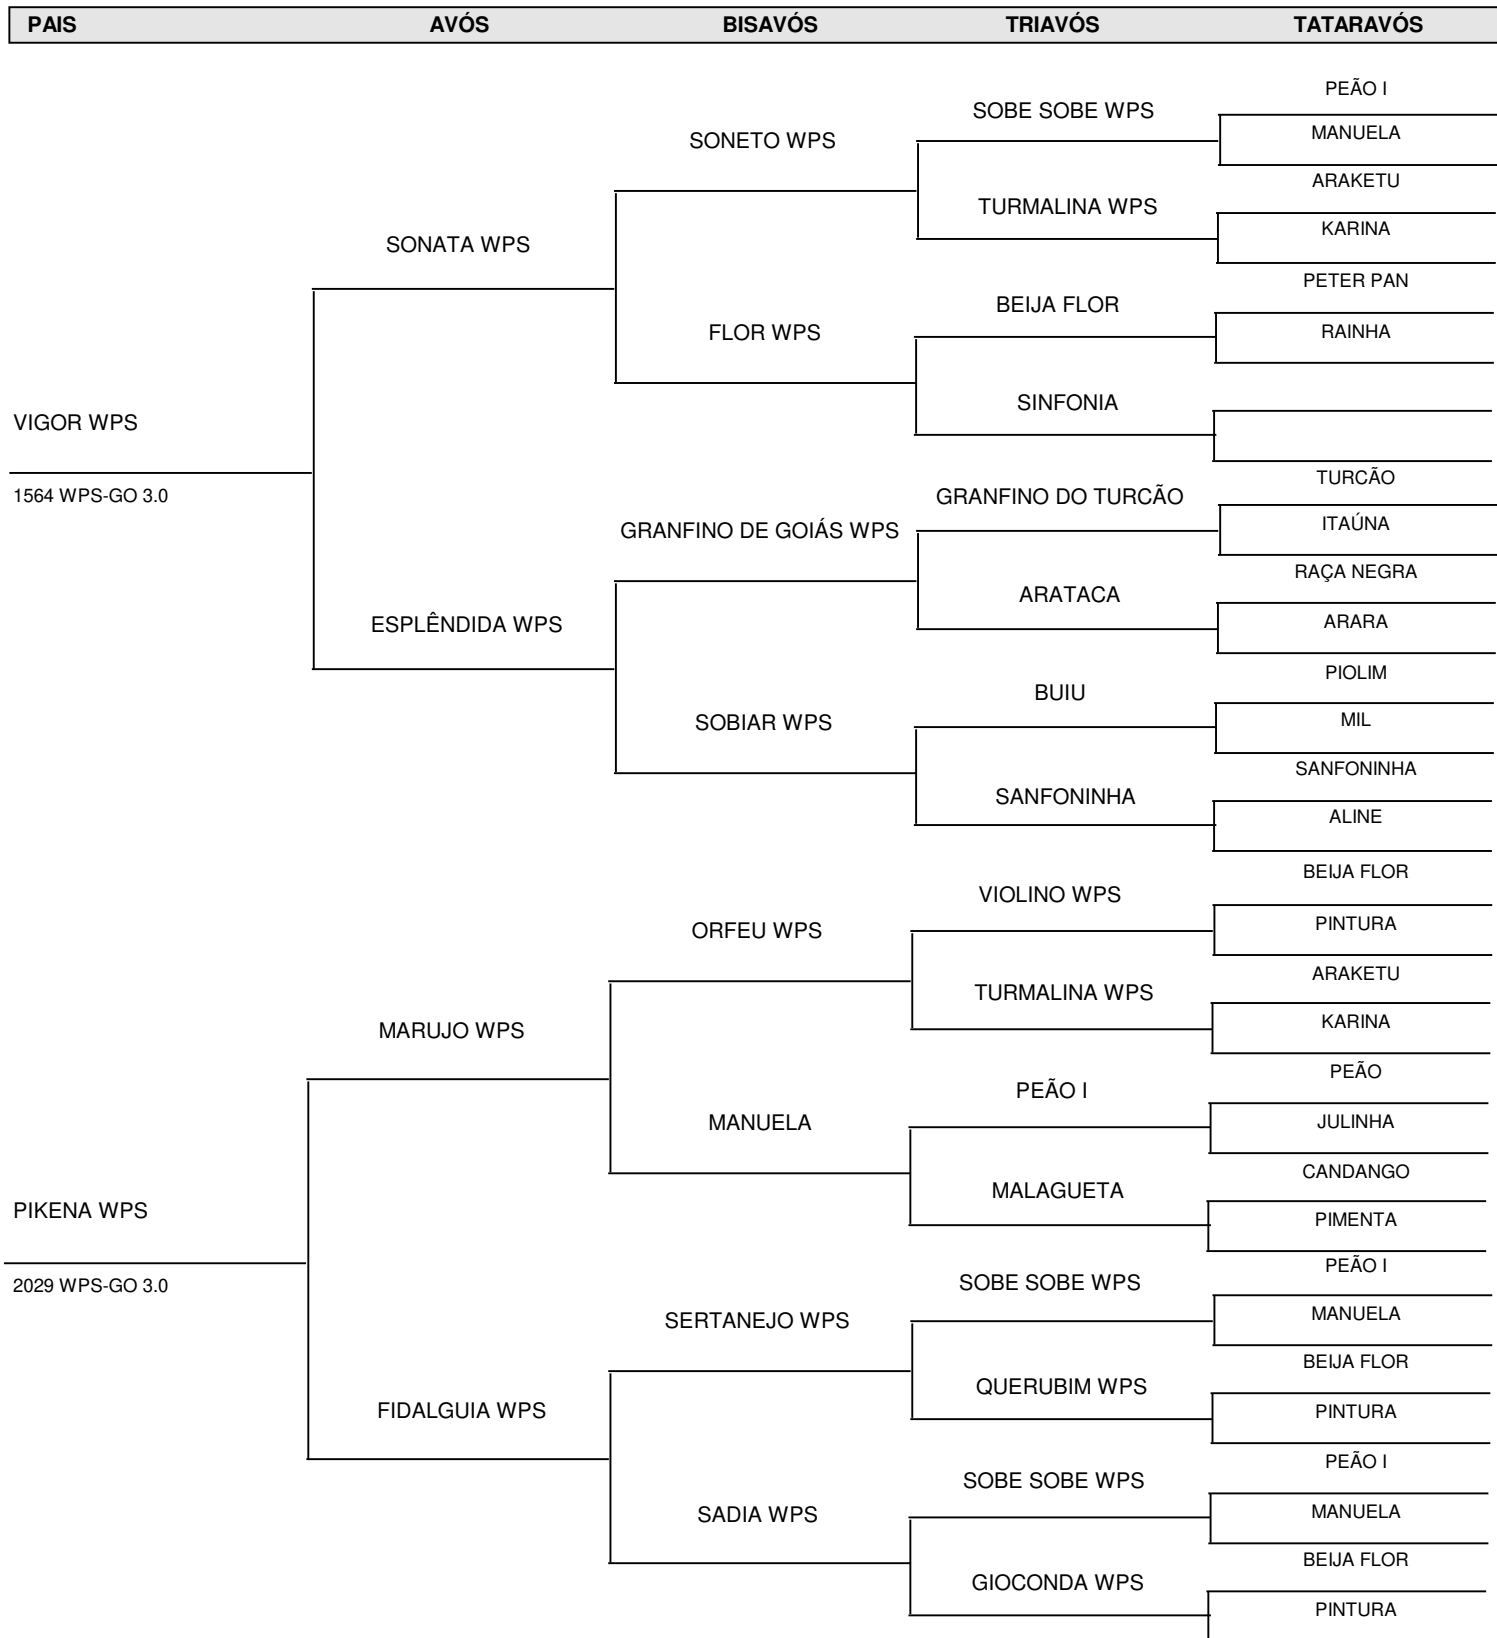 PAIS AVÓS BISAVÓS TRIAVÓS TATARAVÓS
PEÃO I
SOBE SOBE WPS
MANUELA
SONETO WPS
ARAKETU
TURMALINA WPS
KARINA
SONATA WPS
PETER PAN
BEIJA FLOR
RAINHA
FLOR WPS
SINFONIA
VIGOR WPS
1564 WPS-GO 3.0
TURCÃO
GRANFINO DO TURCÃO
ITAÚNA
GRANFINO DE GOIÁS WPS
RAÇA NEGRA
ARATACA
ARARA
ESPLÊNDIDA WPS
PIOLIM
BUIU
MIL
SOBIAR WPS
SANFONINHA
SANFONINHA
ALINE
BEIJA FLOR
VIOLINO WPS
PINTURA
ORFEU WPS
ARAKETU
TURMALINA WPS
KARINA
MARUJO WPS
PEÃO
PEÃO I
JULINHA
MANUELA
CANDANGO
MALAGUETA
PIMENTA
PIKENA WPS
2029 WPS-GO 3.0
PEÃO I
SOBE SOBE WPS
MANUELA
SERTANEJO WPS
BEIJA FLOR
QUERUBIM WPS
PINTURA
FIDALGUIA WPS
PEÃO I
SOBE SOBE WPS
MANUELA
SADIA WPS
BEIJA FLOR
GIOCONDA WPS
PINTURA